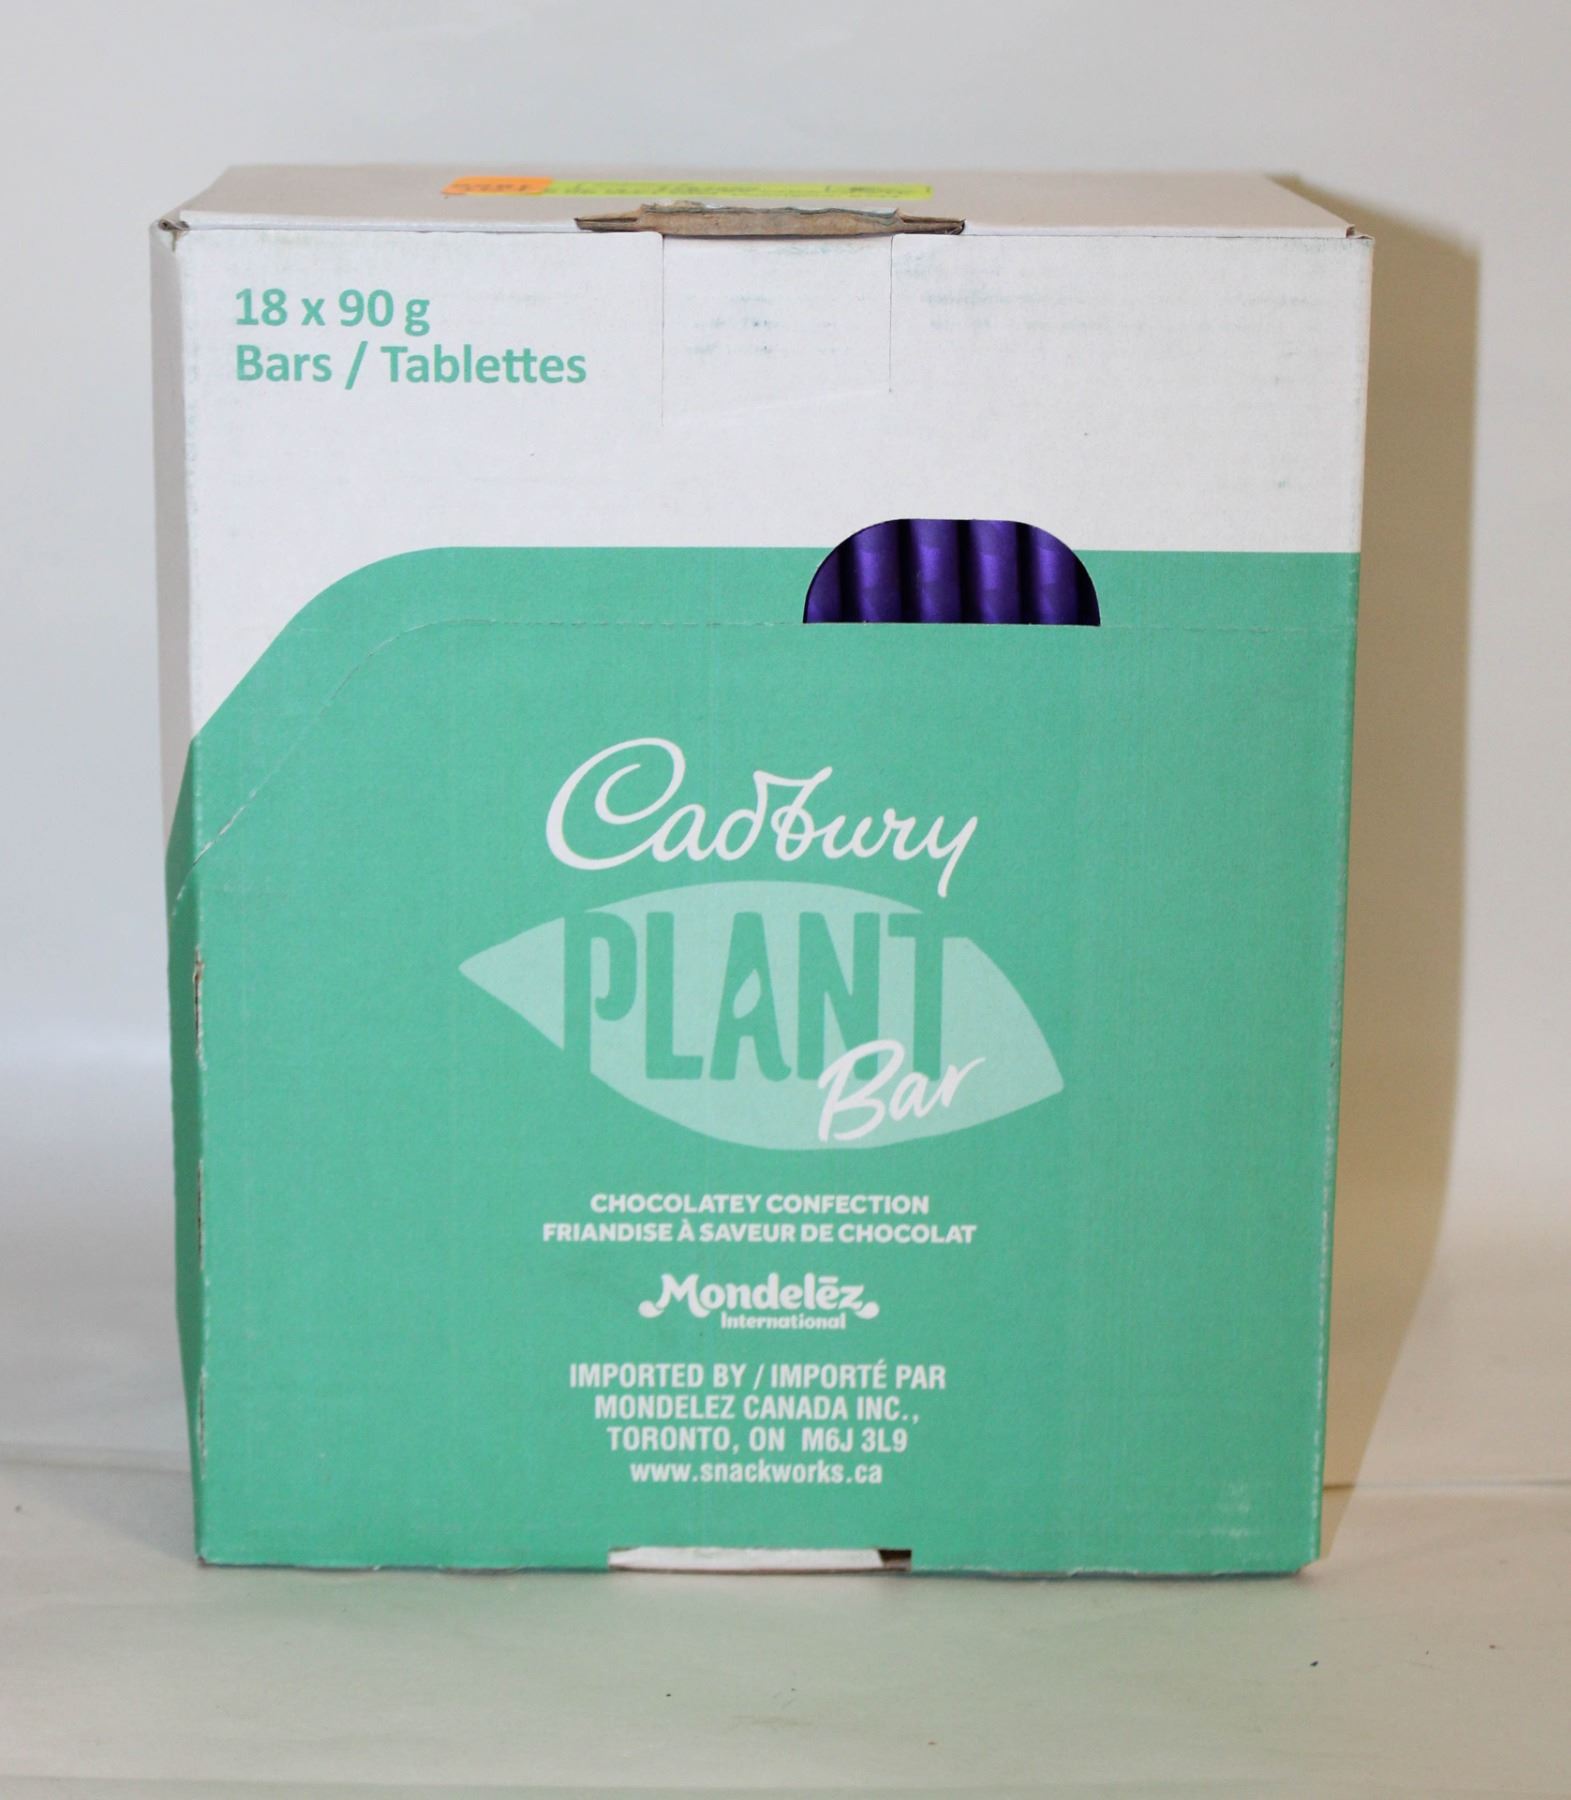 18 x 90 g
Bars / Tablettes
Cadbury
PLANT
Bar
CHOCOLATEY CONFECTION
FRIANDISE À SAVEUR DE CHOCOLAT
Mondelēz
International
IMPORTED BY / IMPORTÉ PAR
MONDELEZ CANADA INC.,
TORONTO, ON M6J 3L9
www.snackworks.ca